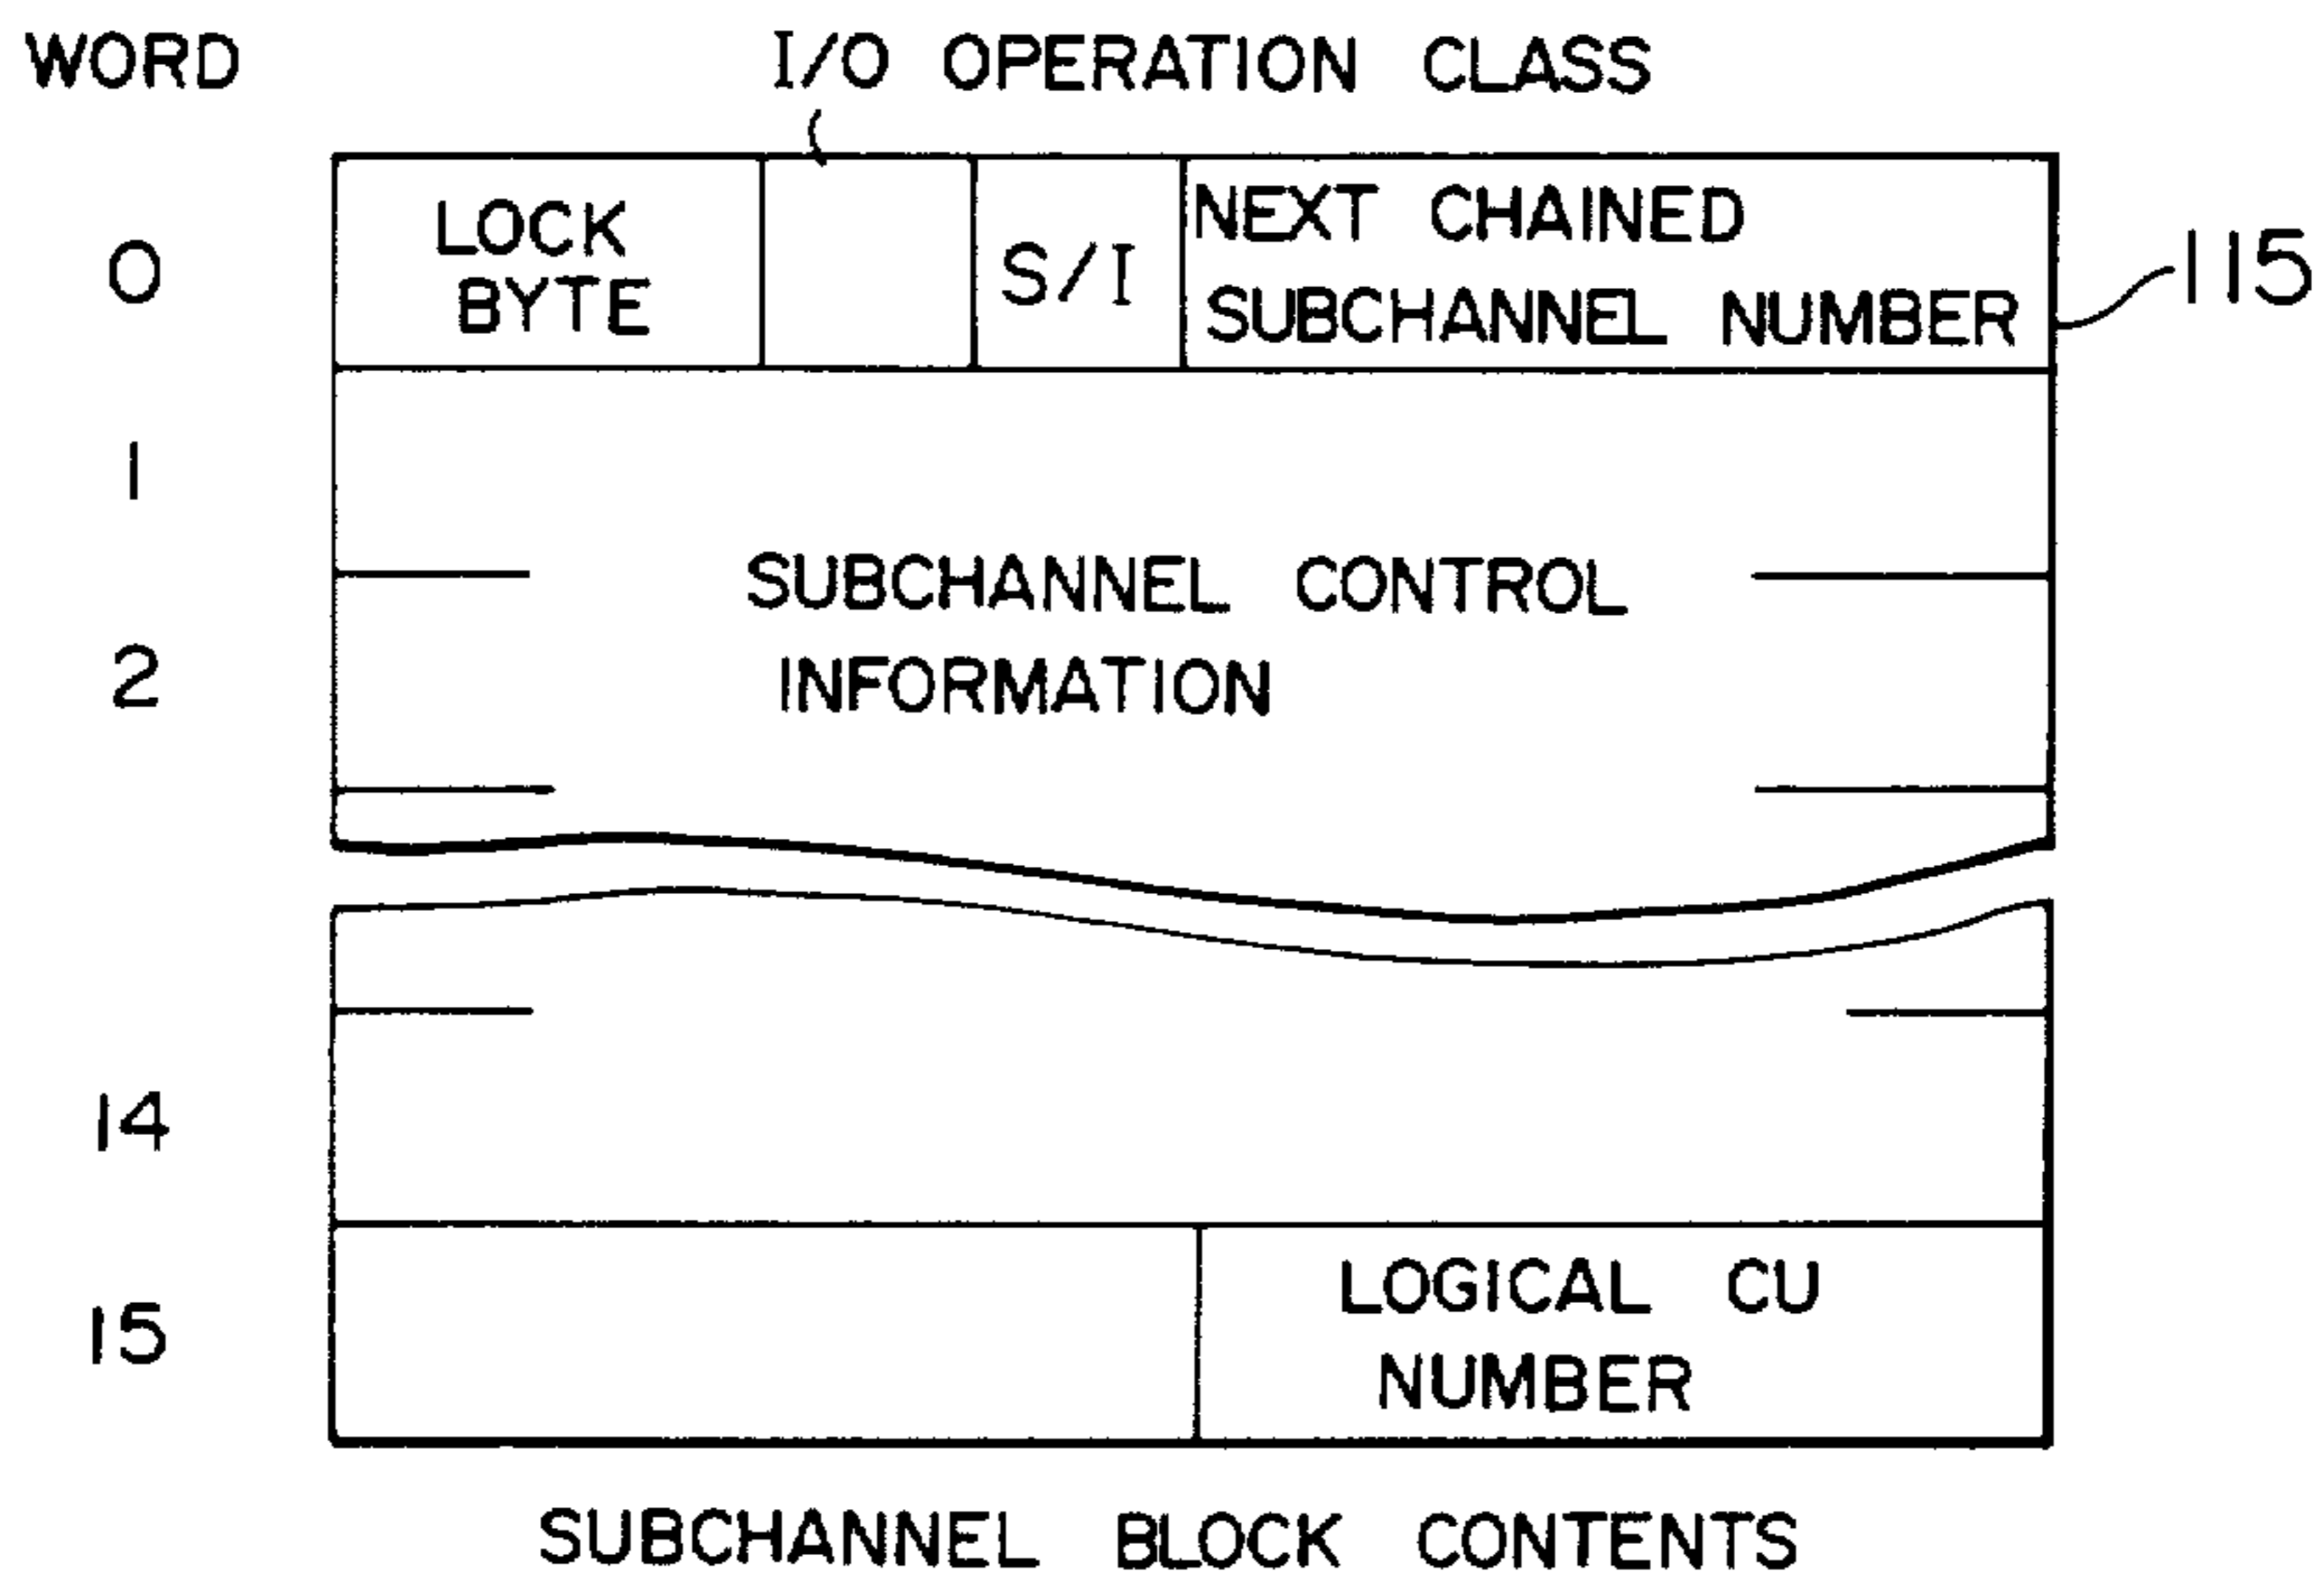 WORD
I/O OPERATION CLASS
0
LOCK
BYTE
S/I
NEXT CHAINED
SUBCHANNEL NUMBER
115
1
SUBCHANNEL CONTROL
2
INFORMATION
14
15
LOGICAL CU
NUMBER
SUBCHANNEL BLOCK CONTENTS